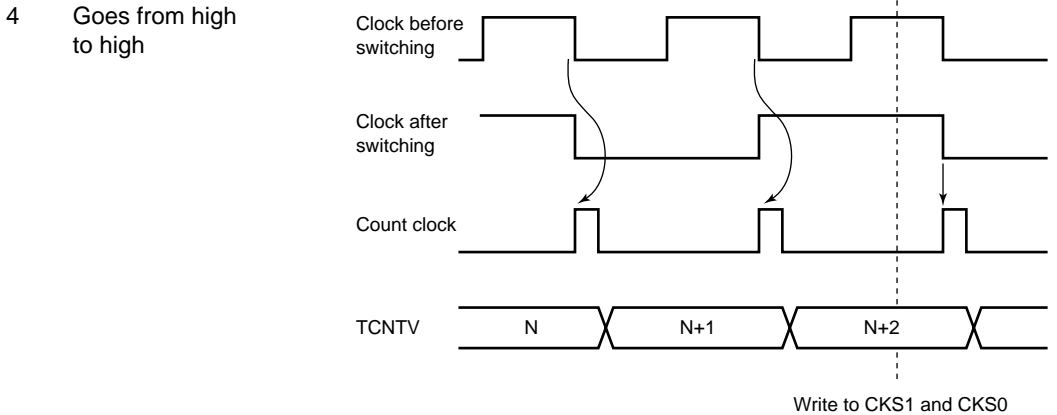 4 Goes from high
to high
Clock before
switching
Clock after
switching
Count clock
TCNTV N N+1 N+2
Write to CKS1 and CKS0